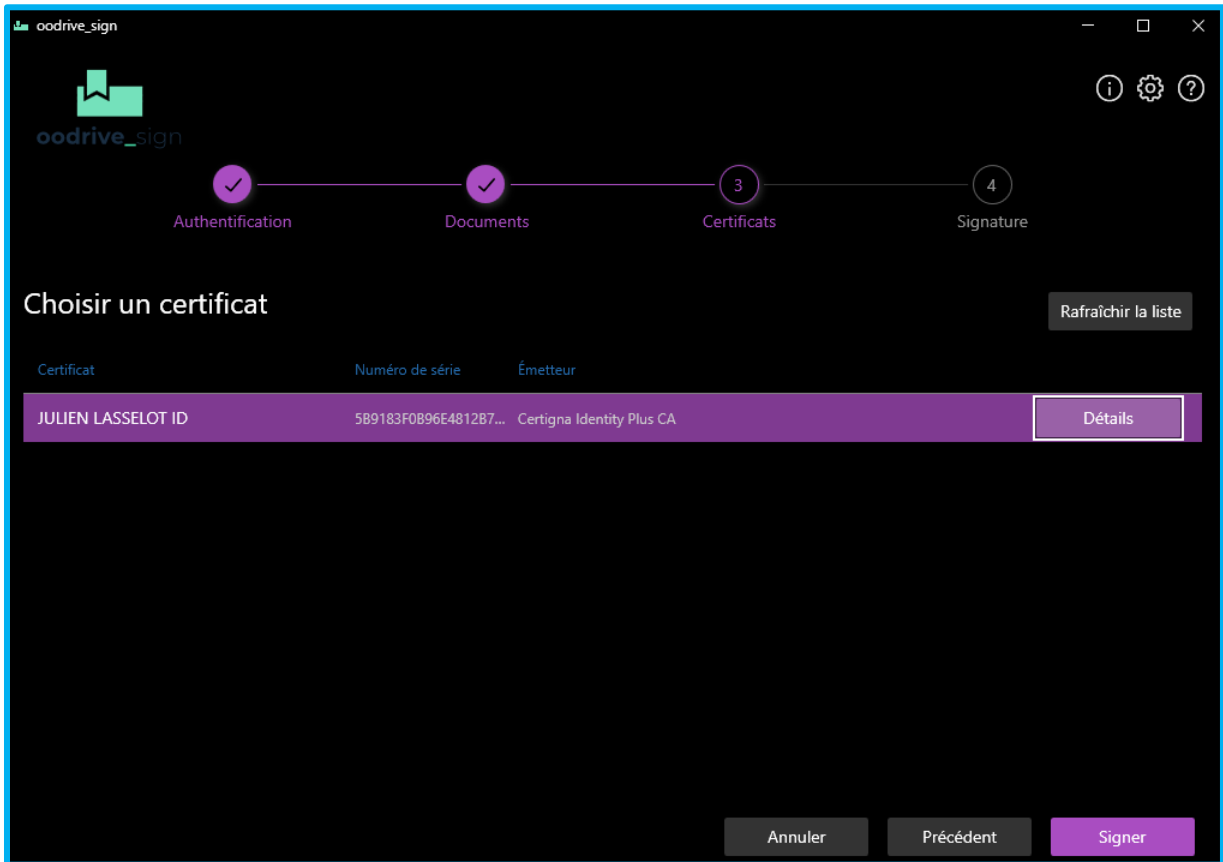 oodrive_sign
oodrive_sign
3
4
Authentification Documents Certificats Signature
Choisir un certificat
Rafraîchir la liste
Certificat Numéro de série Émetteur
JULIEN LASSELOT ID 5B9183F0B96E4812B7... Certigna Identity Plus CA Détails
Annuler Précédent Signer